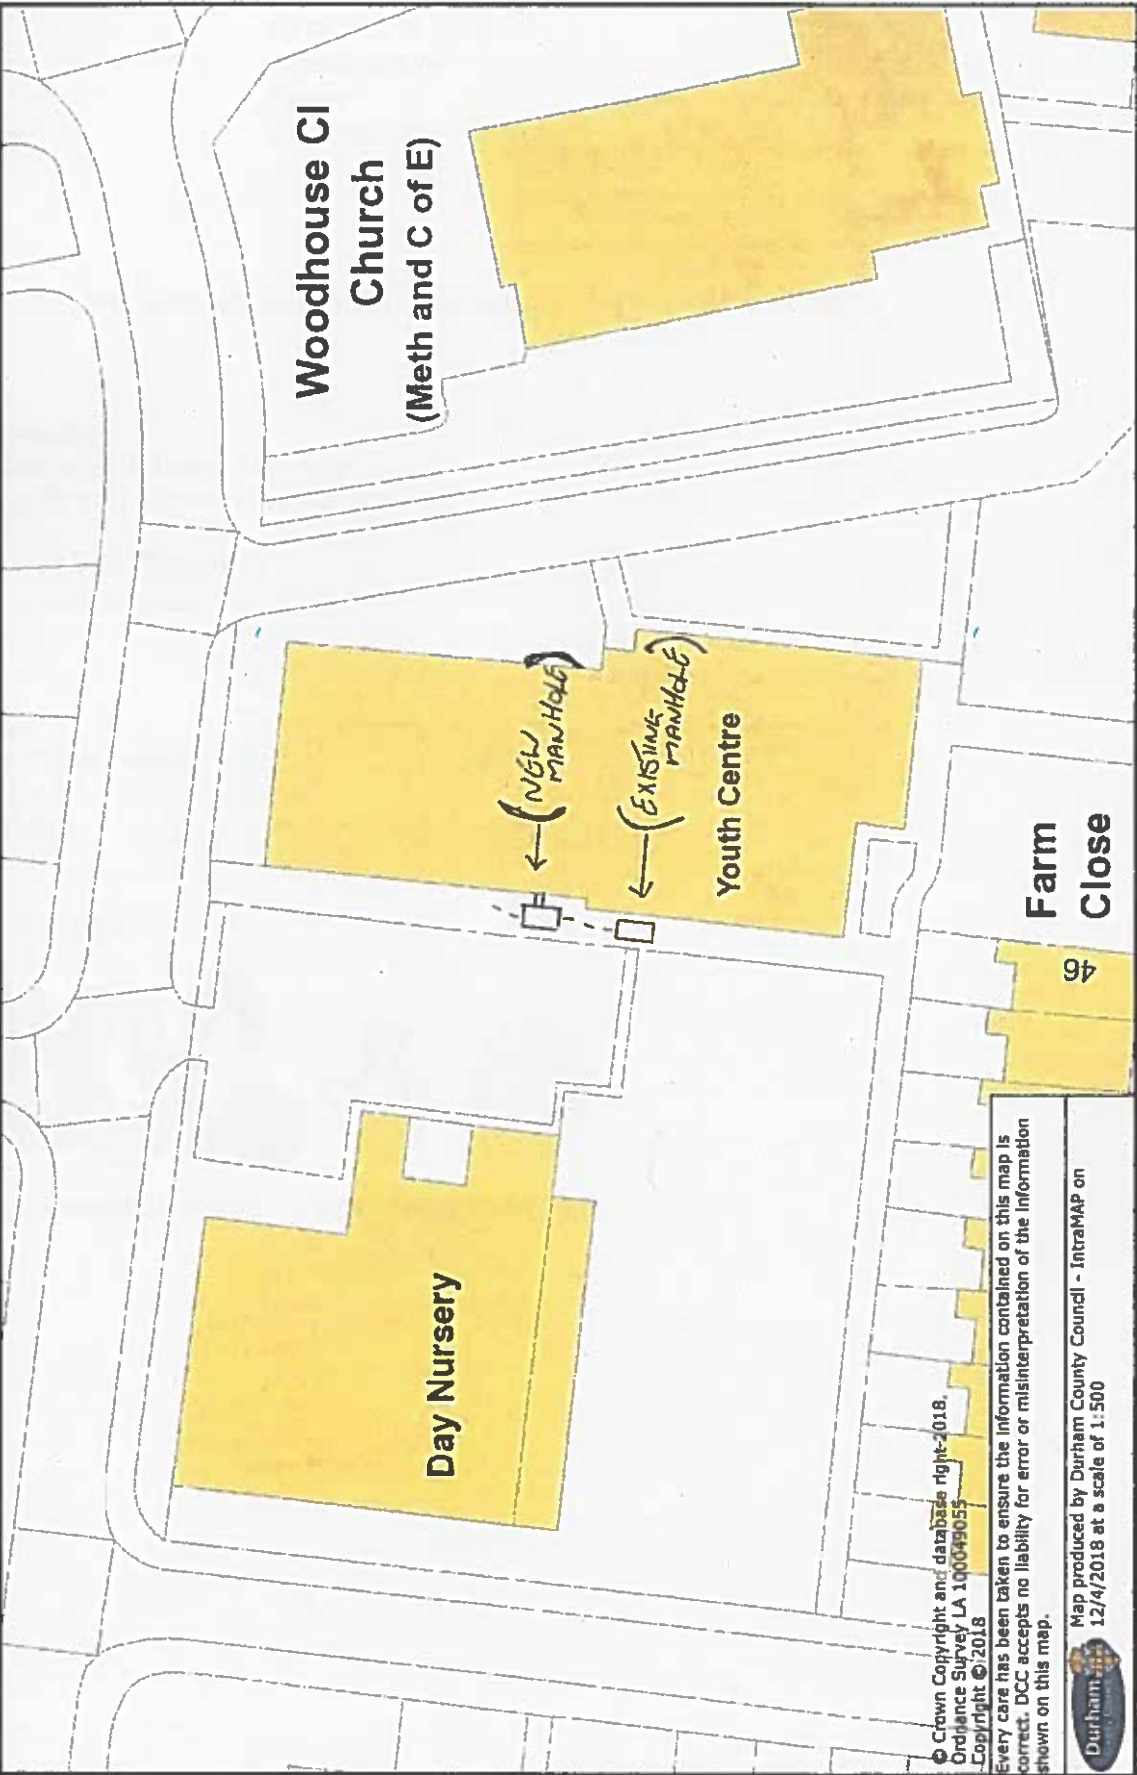 Woodhouse Cl
Church
(Meth and C of E)
(NEW
MANHOLE)
(EXISTING
MANHOLE)
Youth Centre
Day Nursery
Farm
Close
46
© Crown Copyright and database right 2018.
Ordnance Survey LA 100049055
Copyright © 2018
Every care has been taken to ensure the information contained on this map is
correct. DCC accepts no liability for error or misinterpretation of the information
shown on this map.
Durham
Map produced by Durham County Council - IntraMAP on
12/4/2018 at a scale of 1:500